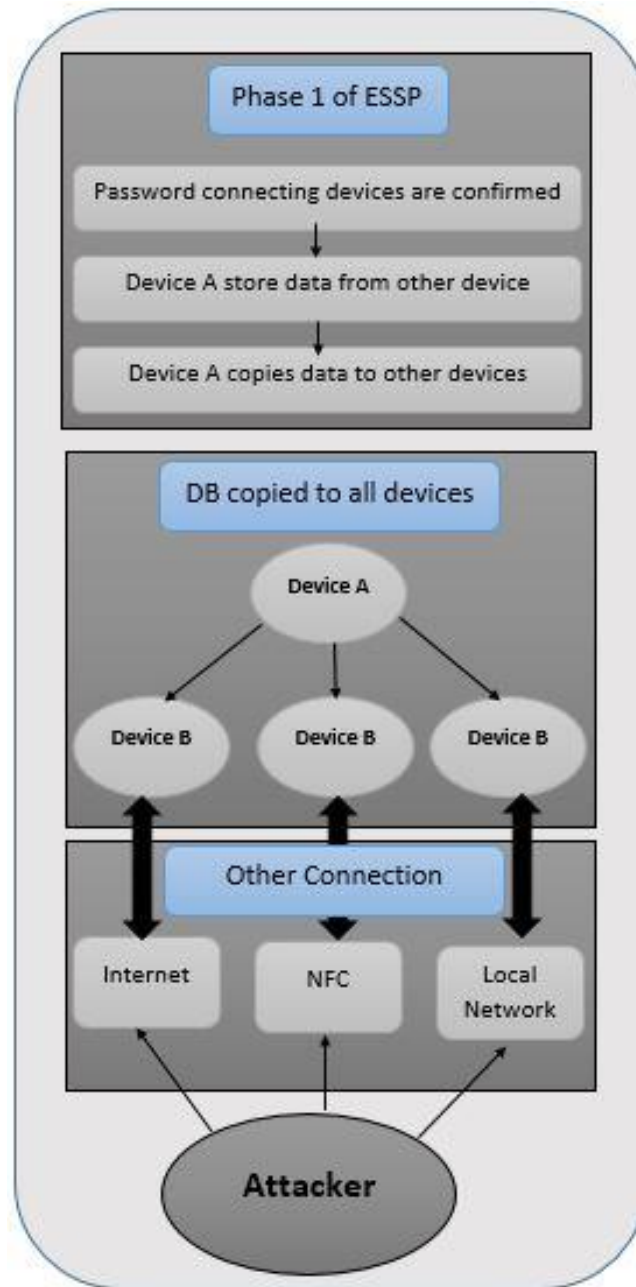 Phase 1 of ESSP
Password connecting devices are confirmed
Device A store data from other device
Device A copies data to other devices
DB copied to all devices
Device A
Device B
Device B
Device B
Other Connection
Internet
NFC
Local
Network
Attacker